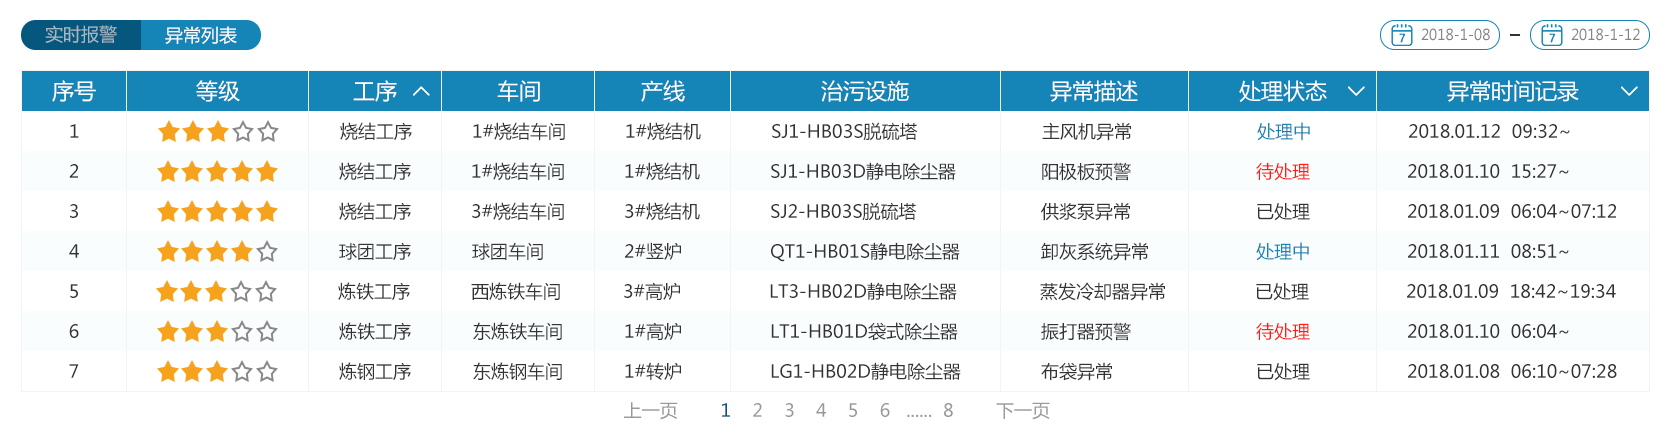 实时报警 异常列表 7 2018-1-08 – 7 2018-1-12
序号 等级 工序 车间 产线 治污设施 异常描述 处理状态 异常时间记录
1 烧结工序 1#烧结车间 1#烧结机 SJ1-HB03S脱硫塔 主风机异常 处理中 2018.01.12 09:32~
2 烧结工序 1#烧结车间 1#烧结机 SJ1-HB03D静电除尘器 阳极板预警 待处理 2018.01.10 15:27~
3 烧结工序 3#烧结车间 3#烧结机 SJ2-HB03S脱硫塔 供浆泵异常 已处理 2018.01.09 06:04~07:12
4 球团工序 球团车间 2#竖炉 QT1-HB01S静电除尘器 卸灰系统异常 处理中 2018.01.11 08:51~
5 炼铁工序 西炼铁车间 3#高炉 LT3-HB02D静电除尘器 蒸发冷却器异常 已处理 2018.01.09 18:42~19:34
6 炼铁工序 东炼铁车间 1#高炉 LT1-HB01D袋式除尘器 振打器预警 待处理 2018.01.10 06:04~
7 炼钢工序 东炼钢车间 1#转炉 LG1-HB02D静电除尘器 布袋异常 已处理 2018.01.08 06:10~07:28
上一页 1 2 3 4 5 6 ...... 8 下一页